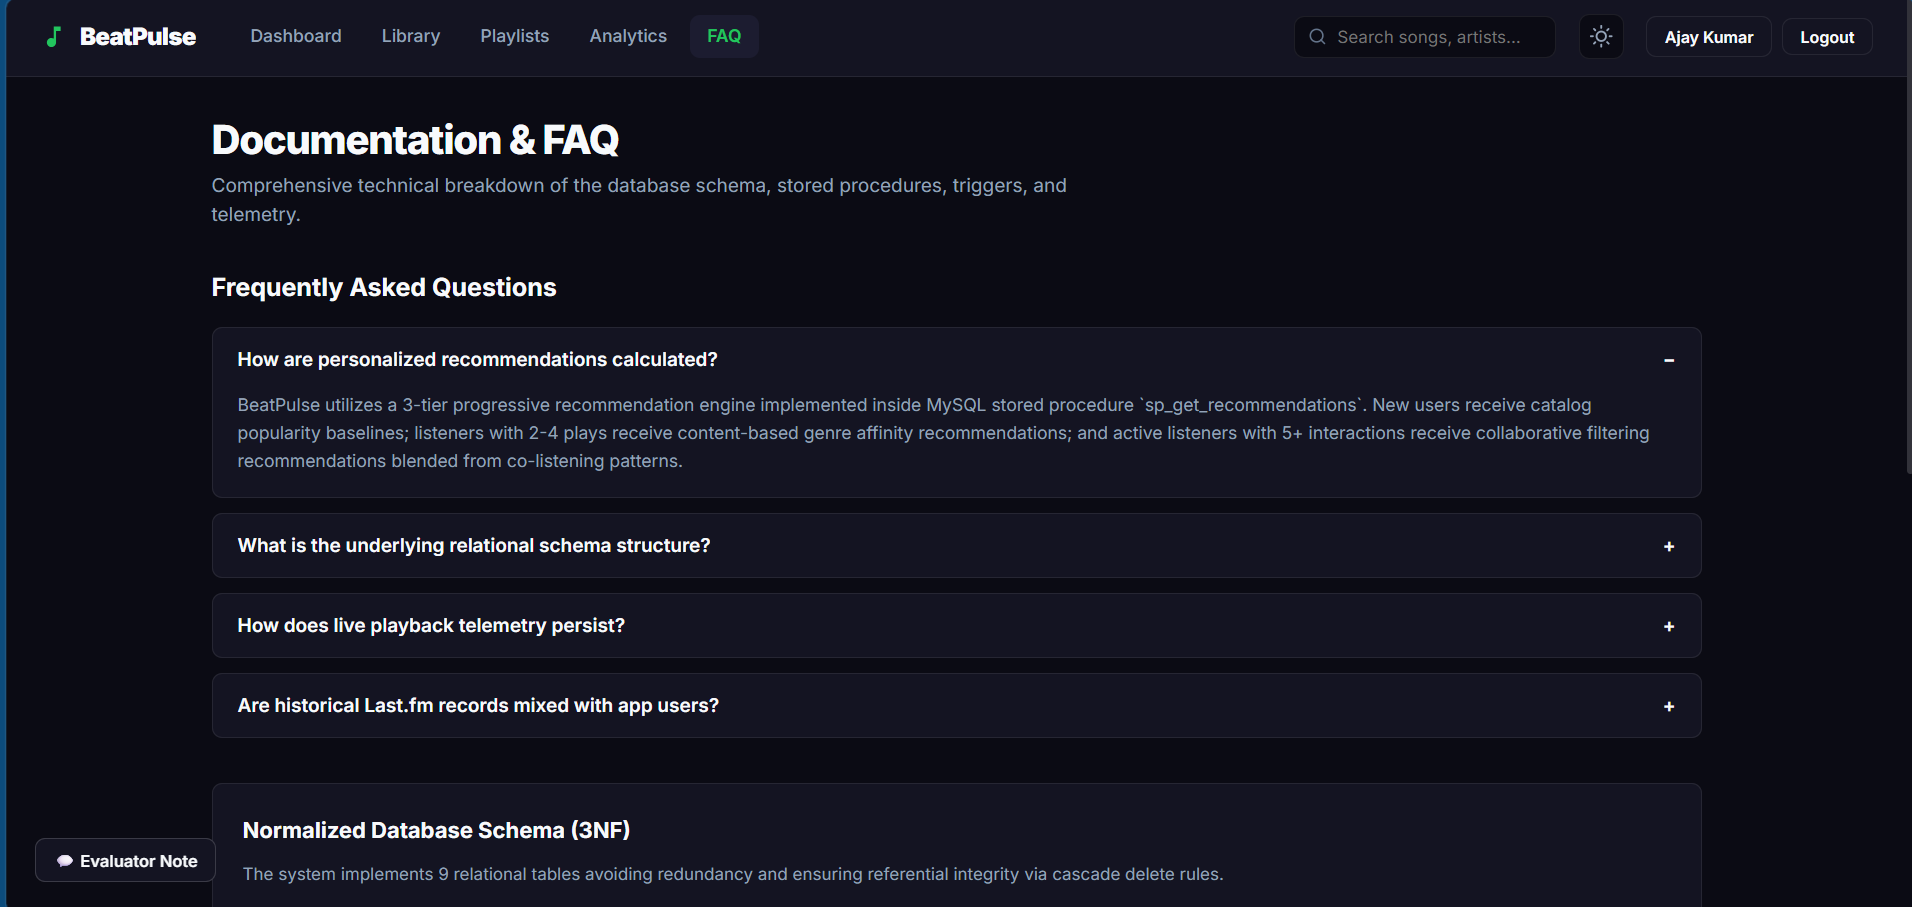 BeatPulse
Dashboard
Library
Playlists
Analytics
FAQ
Search songs, artists...
Ajay Kumar
Logout
Documentation & FAQ
Comprehensive technical breakdown of the database schema, stored procedures, triggers, and
telemetry.
Frequently Asked Questions
How are personalized recommendations calculated?
−
BeatPulse utilizes a 3-tier progressive recommendation engine implemented inside MySQL stored procedure `sp_get_recommendations`. New users receive catalog
popularity baselines; listeners with 2-4 plays receive content-based genre affinity recommendations; and active listeners with 5+ interactions receive collaborative filtering
recommendations blended from co-listening patterns.
What is the underlying relational schema structure?
+
How does live playback telemetry persist?
+
Are historical Last.fm records mixed with app users?
+
Normalized Database Schema (3NF)
Evaluator Note
The system implements 9 relational tables avoiding redundancy and ensuring referential integrity via cascade delete rules.